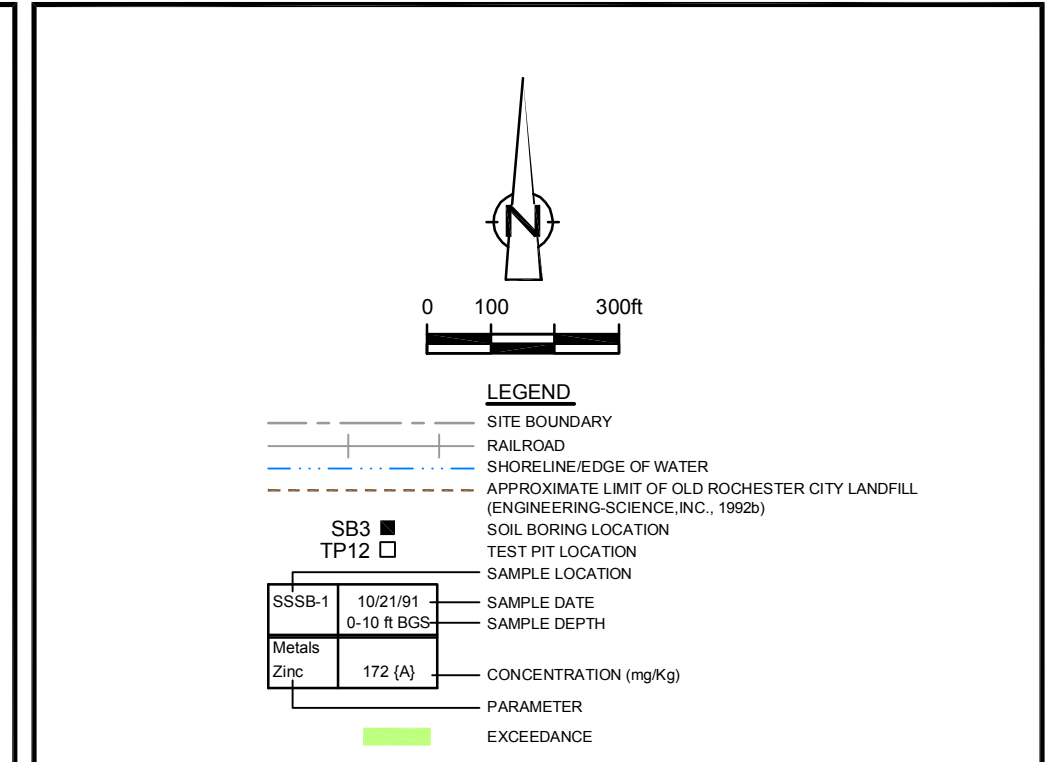 N
0 100 300ft
LEGEND
SITE BOUNDARY
RAILROAD
SHORELINE/EDGE OF WATER
APPROXIMATE LIMIT OF OLD ROCHESTER CITY LANDFILL
(ENGINEERING-SCIENCE,INC., 1992b)
SB3 SOIL BORING LOCATION
TP12 TEST PIT LOCATION
SAMPLE LOCATION
SSSB-1 10/21/91 SAMPLE DATE
0-10 ft BGS SAMPLE DEPTH
Metals
Zinc 172 {A} CONCENTRATION (mg/Kg)
PARAMETER
EXCEEDANCE